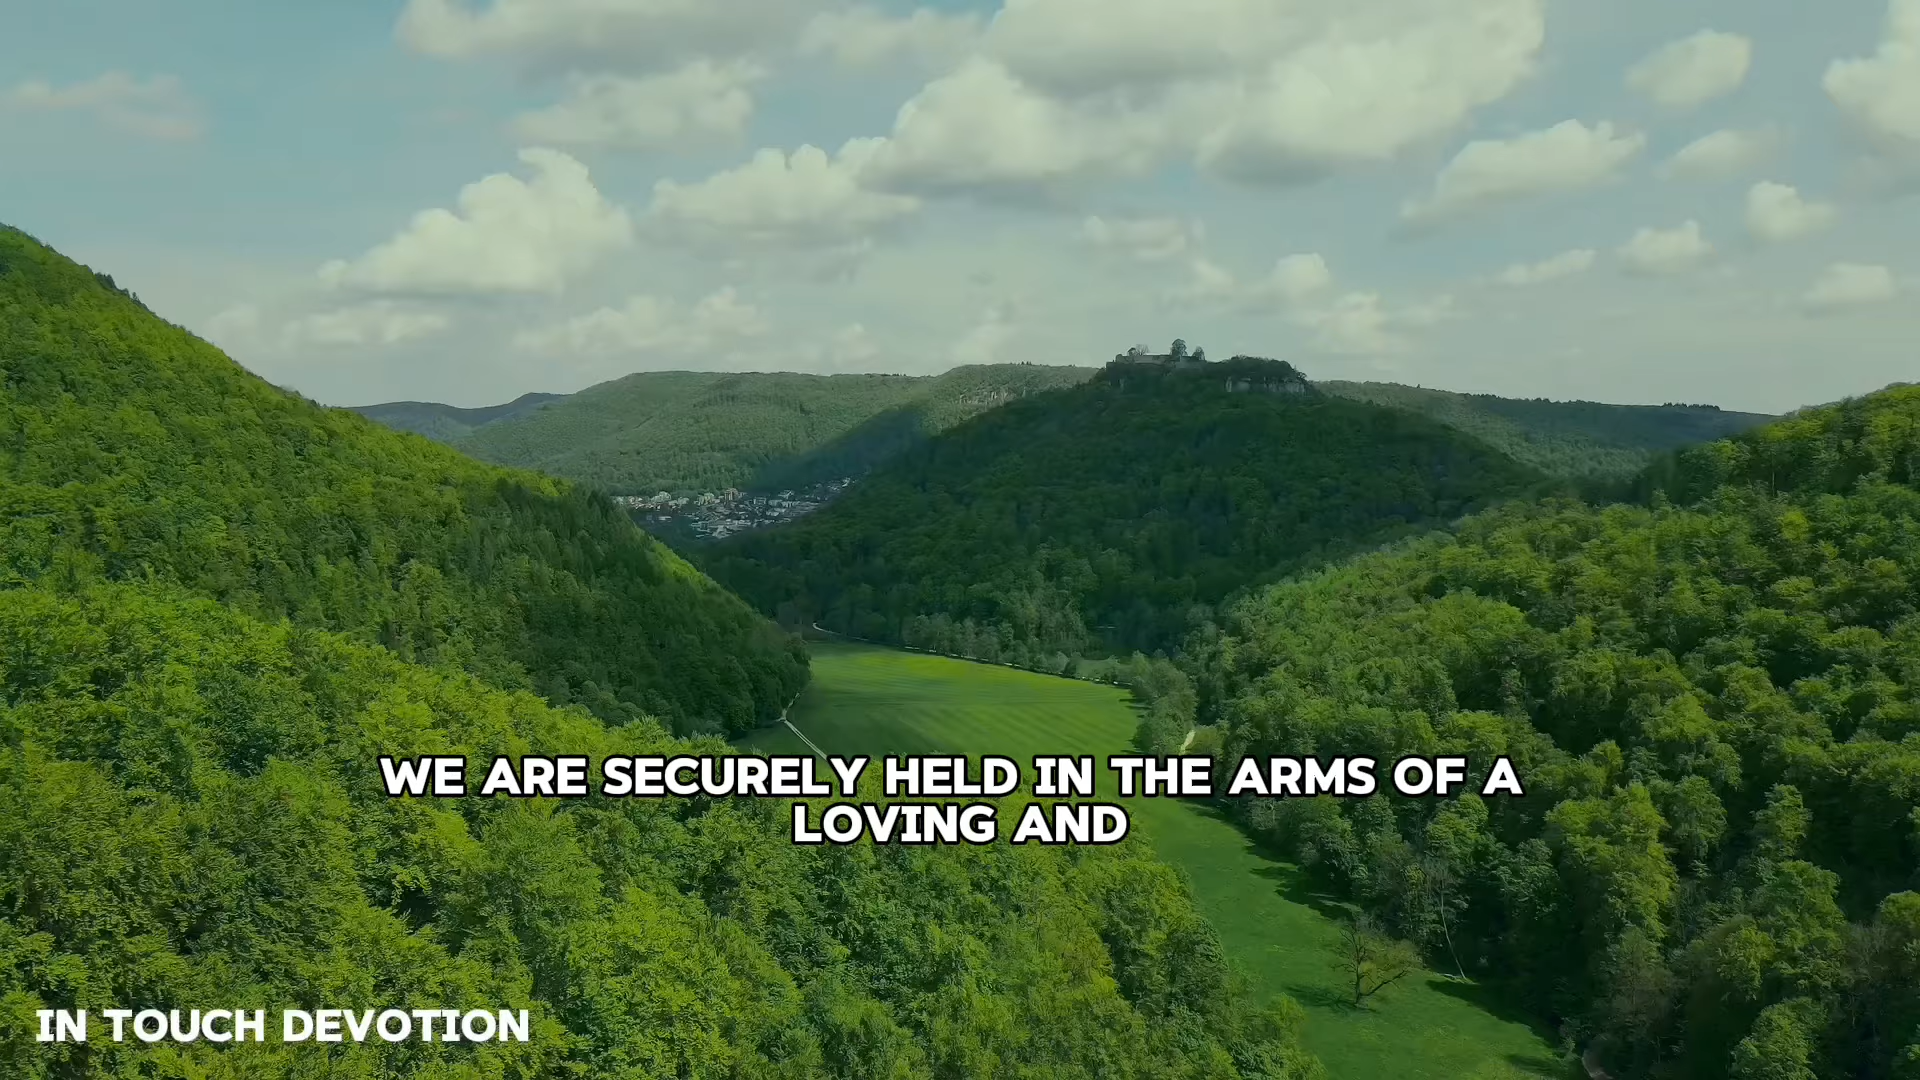 WE ARE SECURELY HELD IN THE ARMS OF A
LOVING AND
IN TOUCH DEVOTION